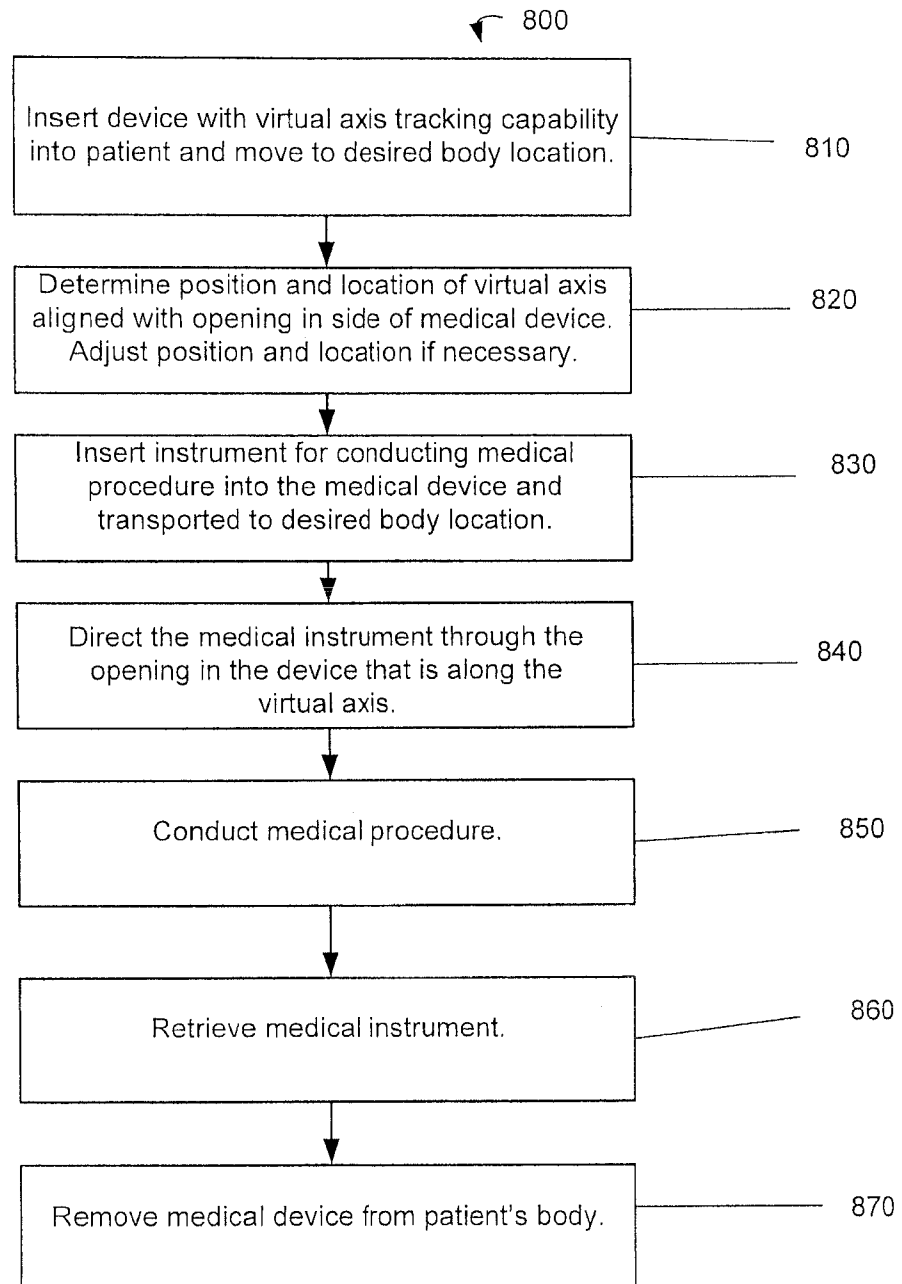 800
Insert device with virtual axis tracking capability
into patient and move to desired body location.
810
Determine position and location of virtual axis
aligned with opening in side of medical device.
Adjust position and location if necessary.
820
Insert instrument for conducting medical
procedure into the medical device and
transported to desired body location.
830
Direct the medical instrument through the
opening in the device that is along the
virtual axis.
840
Conduct medical procedure.
850
Retrieve medical instrument.
860
Remove medical device from patient's body.
870